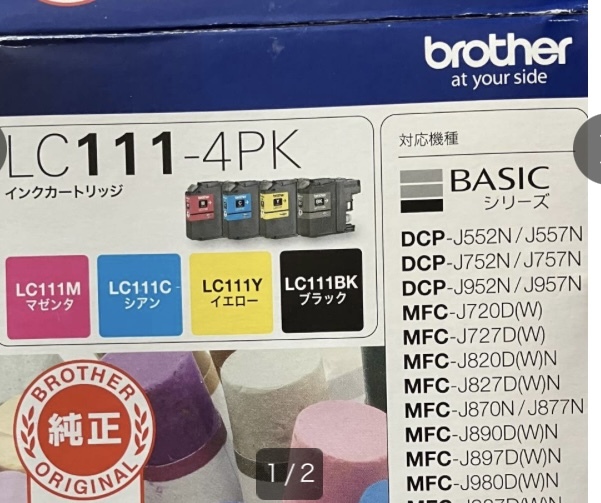 brother
at your side
LC111-4PK
インクカートリッジ
LC111M
マゼンタ
LC111C
シアン
LC111Y
イエロー
LC111BK
ブラック
BROTHER
純正
ORIGINAL
対応機種
BASIC
シリーズ
DCP-J552N/J557N
DCP-J752N/J757N
DCP-J952N/J957N
MFC-J720D(W)
MFC-J727D(W)
MFC-J820D(W)N
MFC-J827D(W)N
MFC-J870N/J877N
MFC-J890D(W)N
MFC-J897D(W)N
MFC-J980D(W)N
1/2